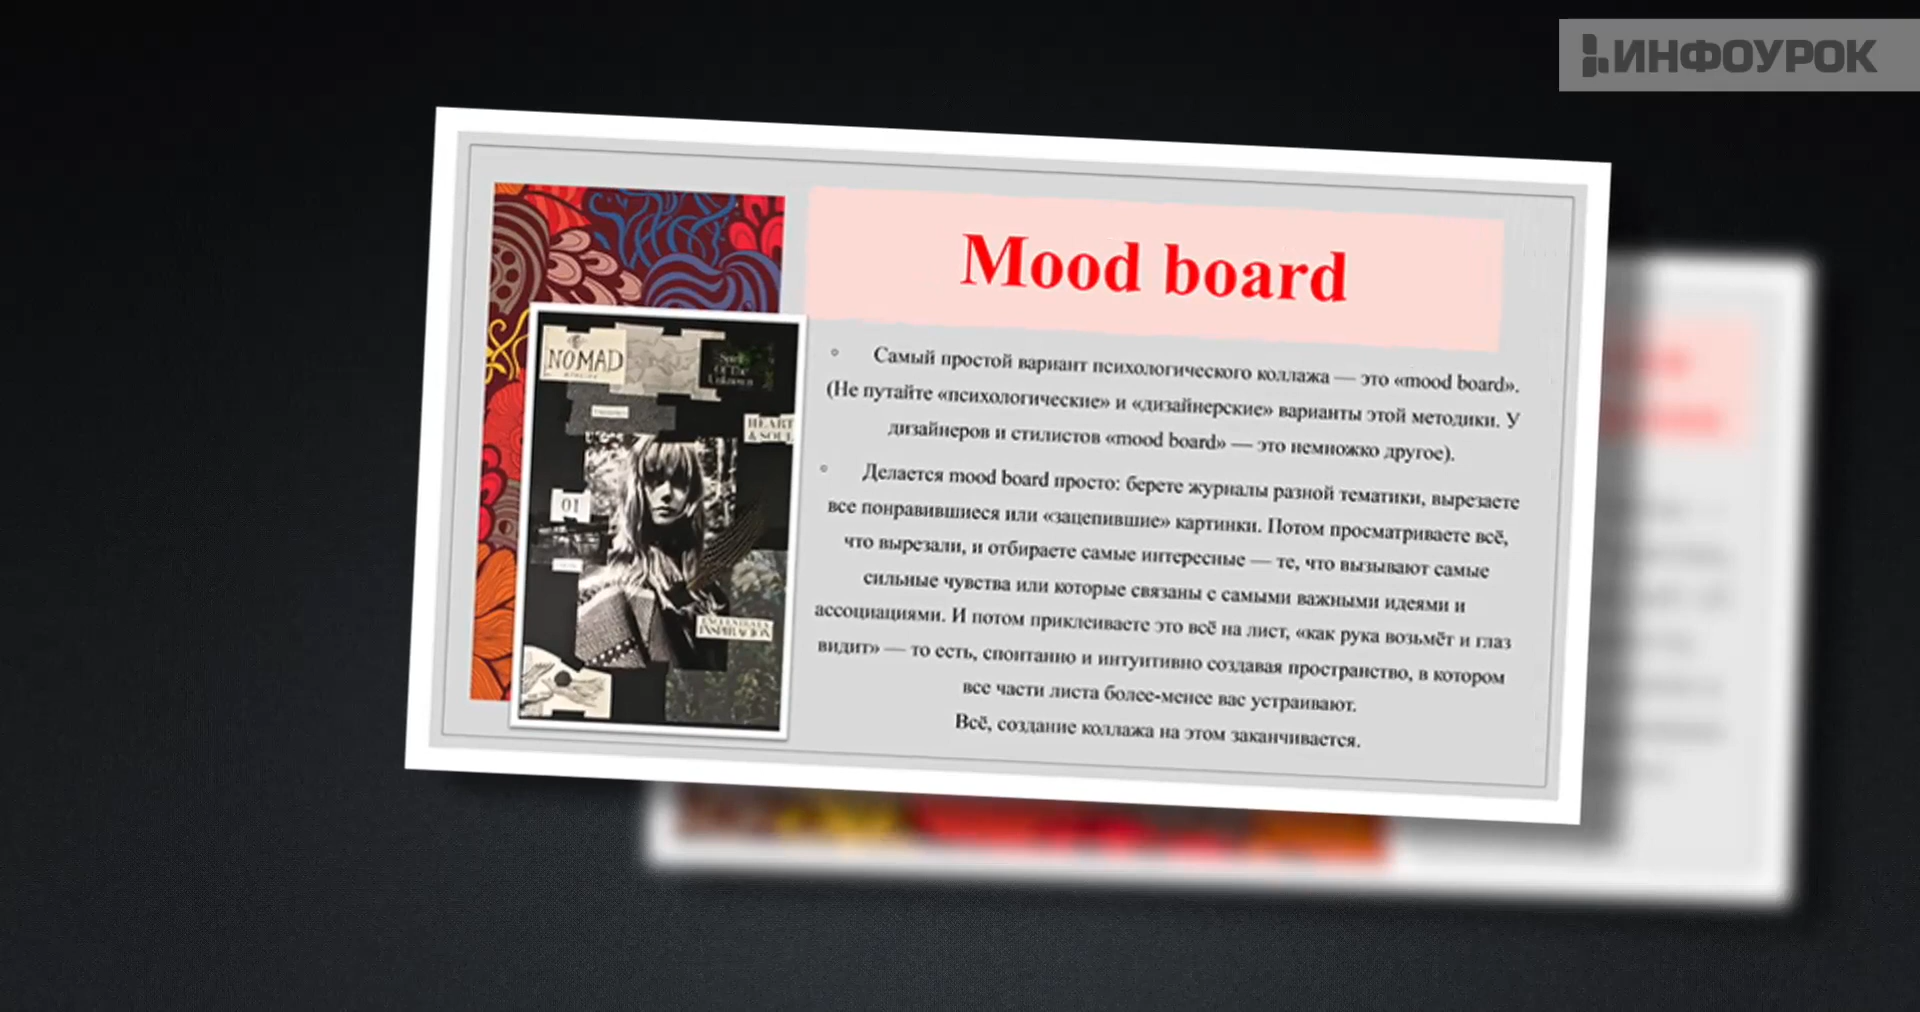 ИНФОУРОК
Mood board
Самый простой вариант психологического коллажа — это «mood board».
(Не путайте «психологические» и «дизайнерские» варианты этой методики. У
дизайнеров и стилистов «mood board» — это немножко другое).
Делается mood board просто: берете журналы разной тематики, вырезаете
все понравившиеся или «зацепившие» картинки. Потом просматриваете всё,
что вырезали, и отбираете самые интересные — те, что вызывают самые
сильные чувства или которые связаны с самыми важными идеями и
ассоциациями. И потом приклеиваете это всё на лист, «как рука возьмёт и глаз
видит» — то есть, спонтанно и интуитивно создавая пространство, в котором
все части листа более-менее вас устраивают.
Всё, создание коллажа на этом заканчивается.
NOMAD
Spell
Of the
Unknown
HEART
& SOUL
01
INSPIRACION